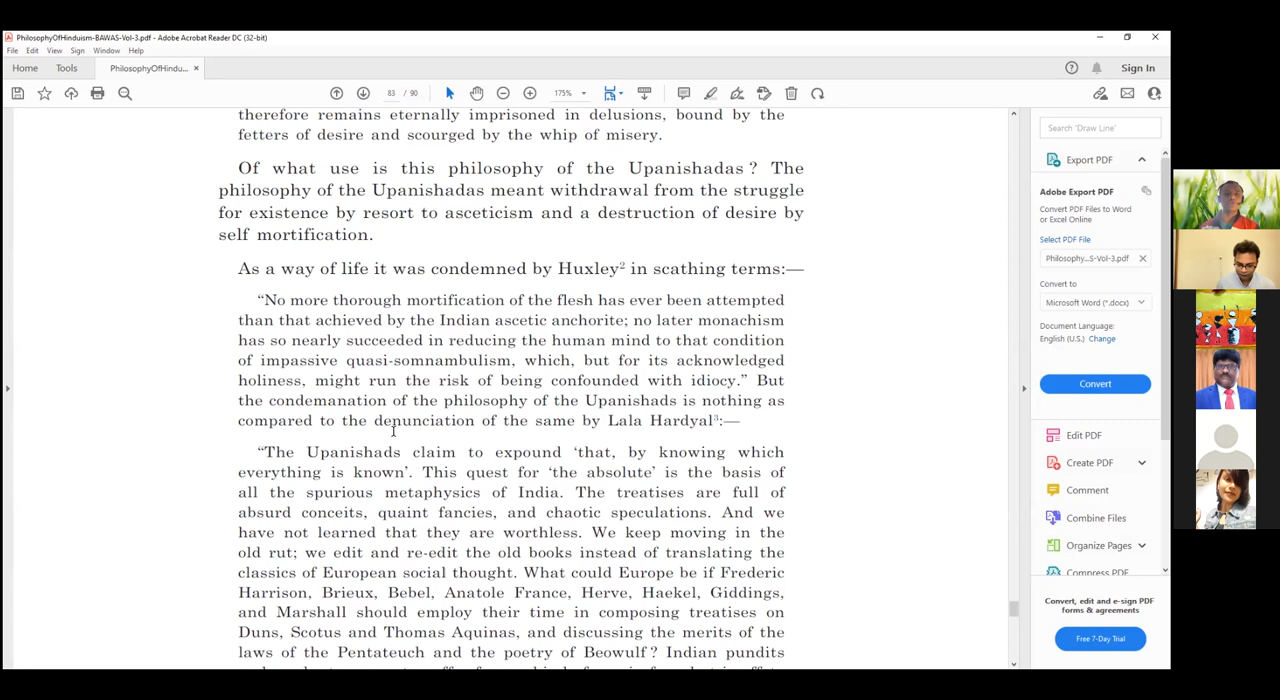 PhilosophyOfHinduism-BAWAS-Vol-3.pdf - Adobe Acrobat Reader DC (32-bit)
File Edit View Sign Window Help
Home Tools PhilosophyOfHindu... ×
? Sign In
83 / 90 175%
therefore remains eternally imprisoned in delusions, bound by the
fetters of desire and scourged by the whip of misery.
Of what use is this philosophy of the Upanishadas ? The
philosophy of the Upanishadas meant withdrawal from the struggle
for existence by resort to asceticism and a destruction of desire by
self mortification.
As a way of life it was condemned by Huxley² in scathing terms:—
“No more thorough mortification of the flesh has ever been attempted
than that achieved by the Indian ascetic anchorite; no later monachism
has so nearly succeeded in reducing the human mind to that condition
of impassive quasi-somnambulism, which, but for its acknowledged
holiness, might run the risk of being confounded with idiocy.” But
the condemanation of the philosophy of the Upanishads is nothing as
compared to the denunciation of the same by Lala Hardyal³:—
“The Upanishads claim to expound ‘that, by knowing which
everything is known’. This quest for ‘the absolute’ is the basis of
all the spurious metaphysics of India. The treatises are full of
absurd conceits, quaint fancies, and chaotic speculations. And we
have not learned that they are worthless. We keep moving in the
old rut; we edit and re-edit the old books instead of translating the
classics of European social thought. What could Europe be if Frederic
Harrison, Brieux, Bebel, Anatole France, Herve, Haekel, Giddings,
and Marshall should employ their time in composing treatises on
Duns, Scotus and Thomas Aquinas, and discussing the merits of the
laws of the Pentateuch and the poetry of Beowulf ? Indian pundits
Search 'Draw Line'
Export PDF
Adobe Export PDF
Convert PDF Files to Word
or Excel Online
Select PDF File
Philosophy...S-Vol-3.pdf ×
Convert to
Microsoft Word (*.docx)
Document Language:
English (U.S.) Change
Convert
Edit PDF
Create PDF
Comment
Combine Files
Organize Pages
Compress PDF
Convert, edit and e-sign PDF
forms & agreements
Free 7-Day Trial